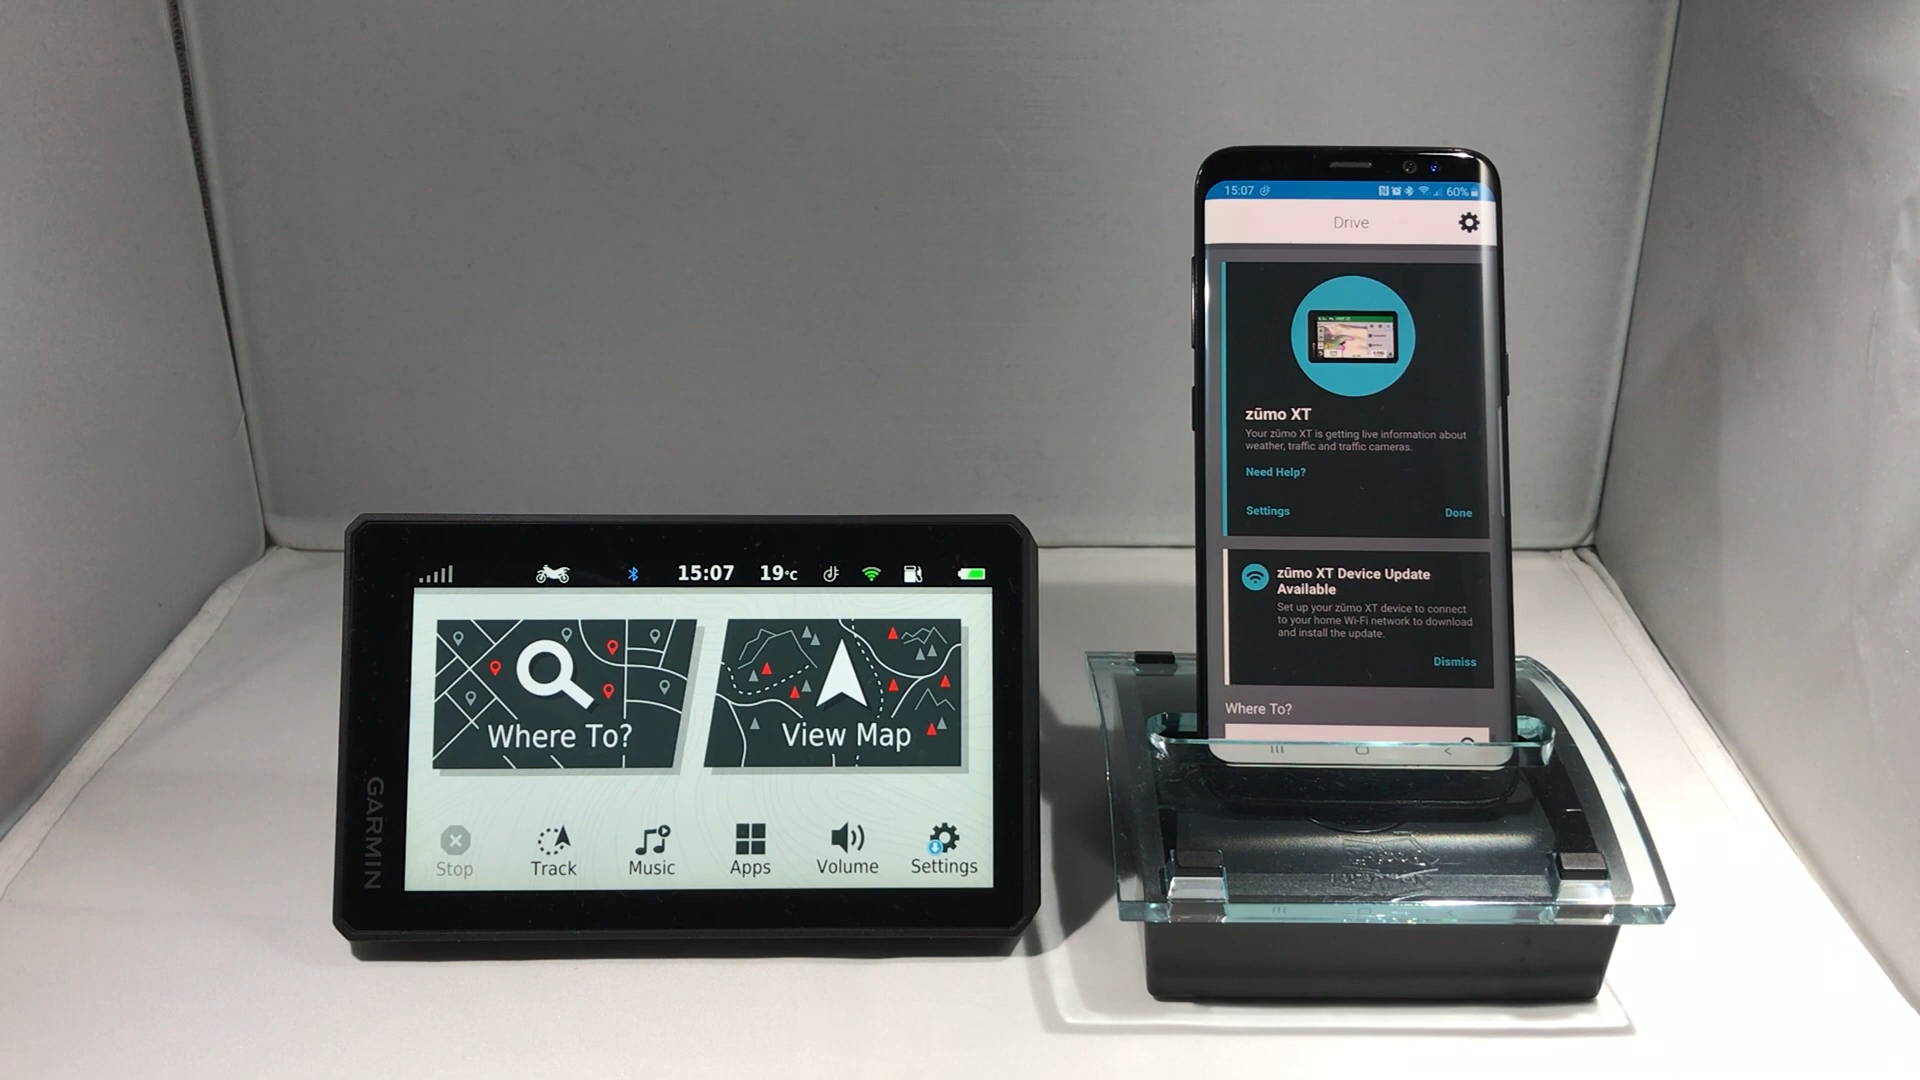 15:07
19°C
Where To?
View Map
Stop
Track
Music
Apps
Volume
Settings
GARMIN
15:07
60%
Drive
zūmo XT
Your zūmo XT is getting live information about
weather, traffic and traffic cameras.
Need Help?
Settings
Done
zūmo XT Device Update
Available
Set up your zūmo XT device to connect
to your home Wi-Fi network to download
and install the update.
Dismiss
Where To?